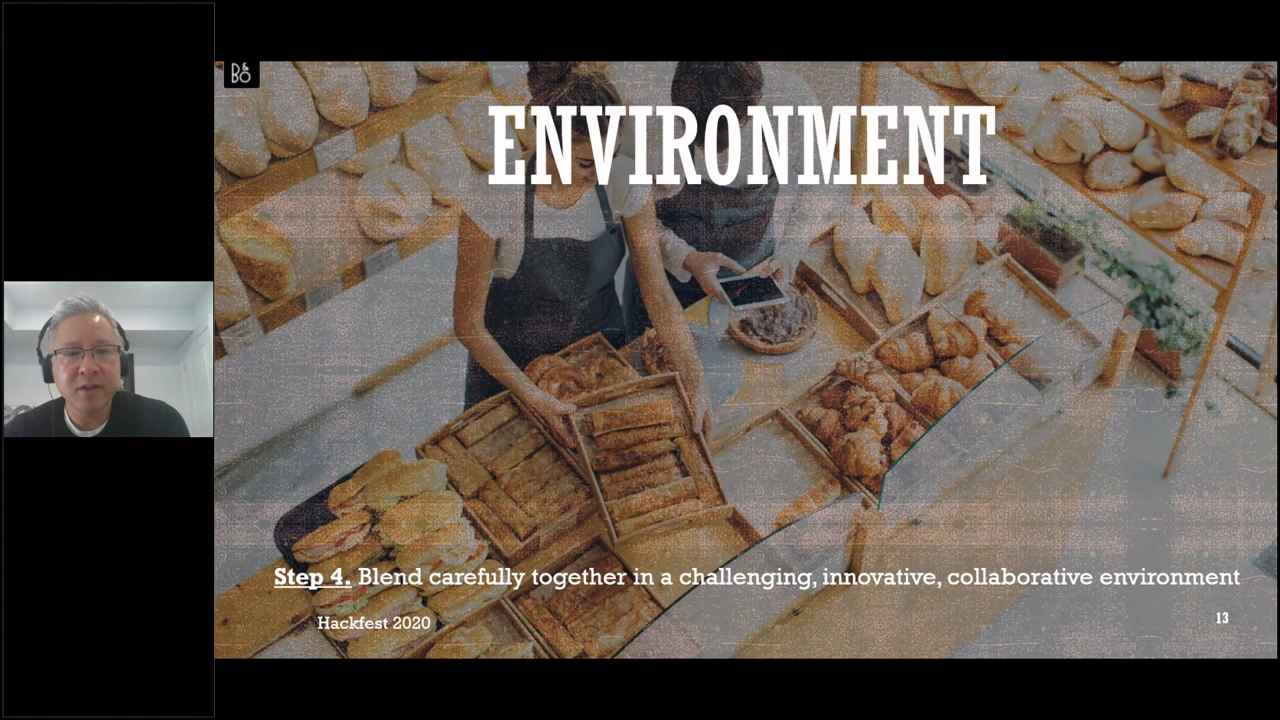 B&O
ENVIRONMENT
Step 4. Blend carefully together in a challenging, innovative, collaborative environment
Hackfest 2020
13